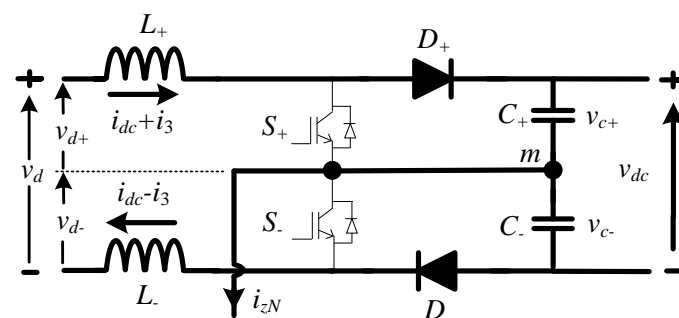 L+
D+
+
+
idc+i3
C+
vc+
S+
vd+
m
vd
vdc
idc-i3
vd-
S-
C-
vc-
-
-
L-
izN
D